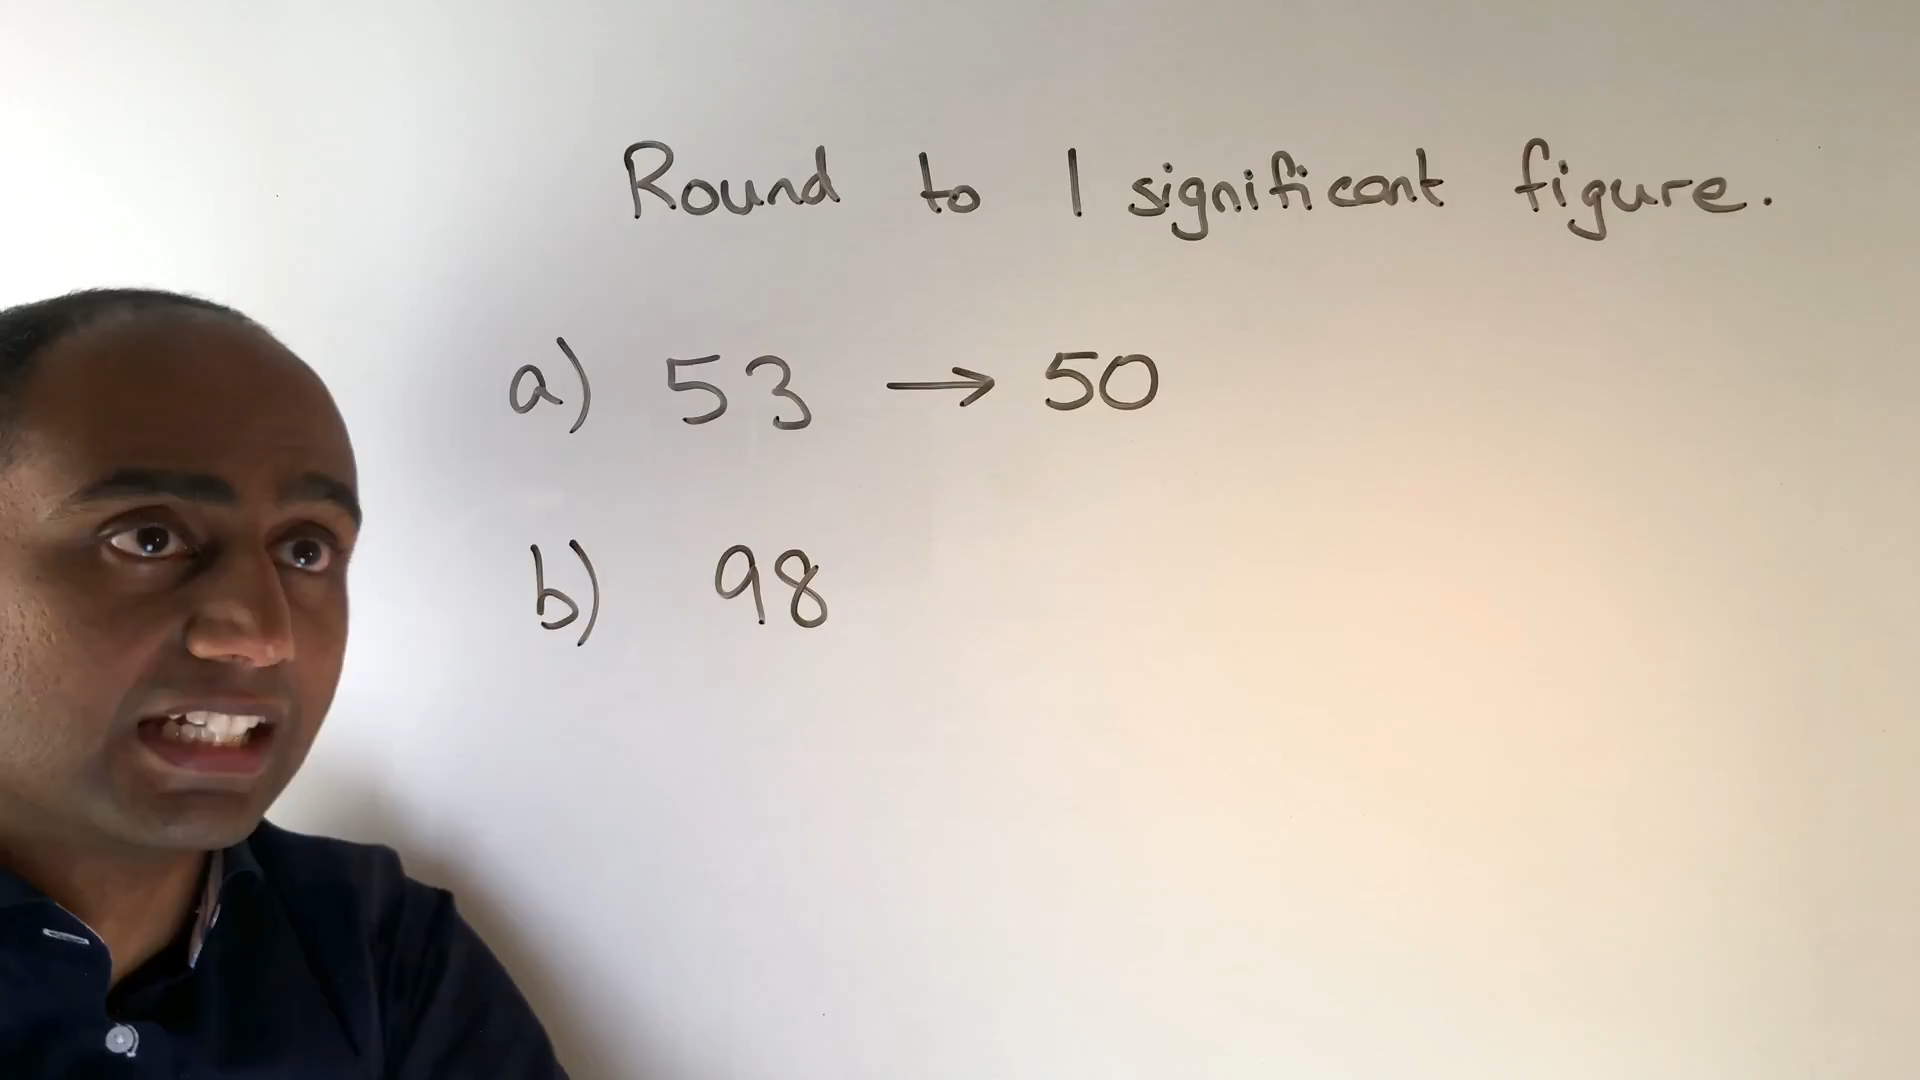 Round to 1 significant figure.
a) 53 → 50
b) 98